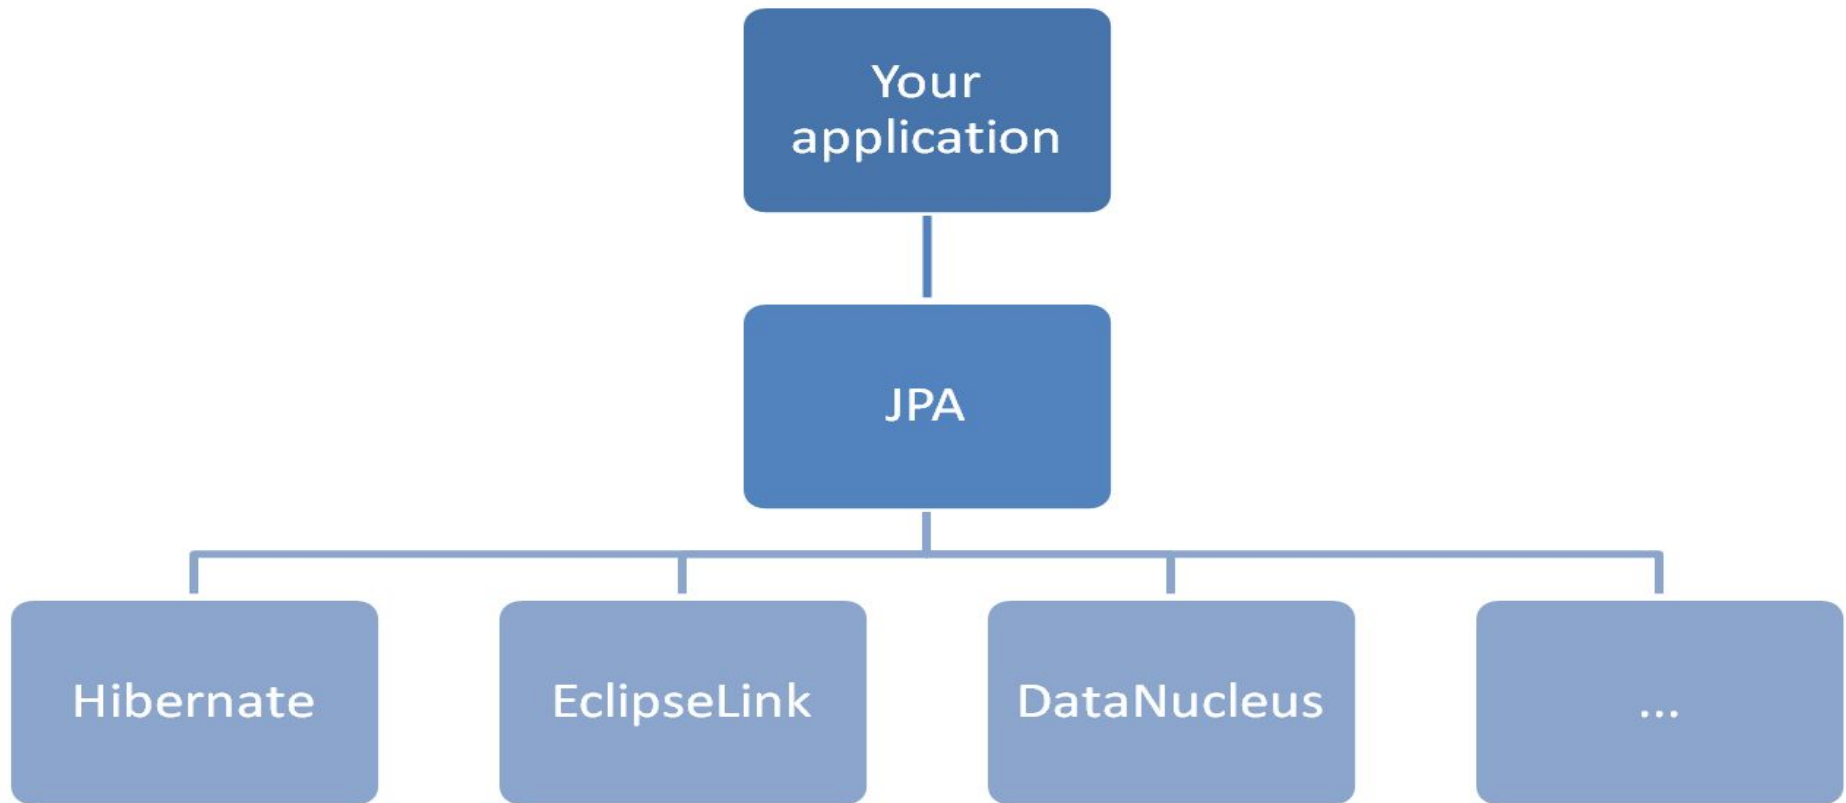 Your
application
JPA
Hibernate
EclipseLink
DataNucleus
...